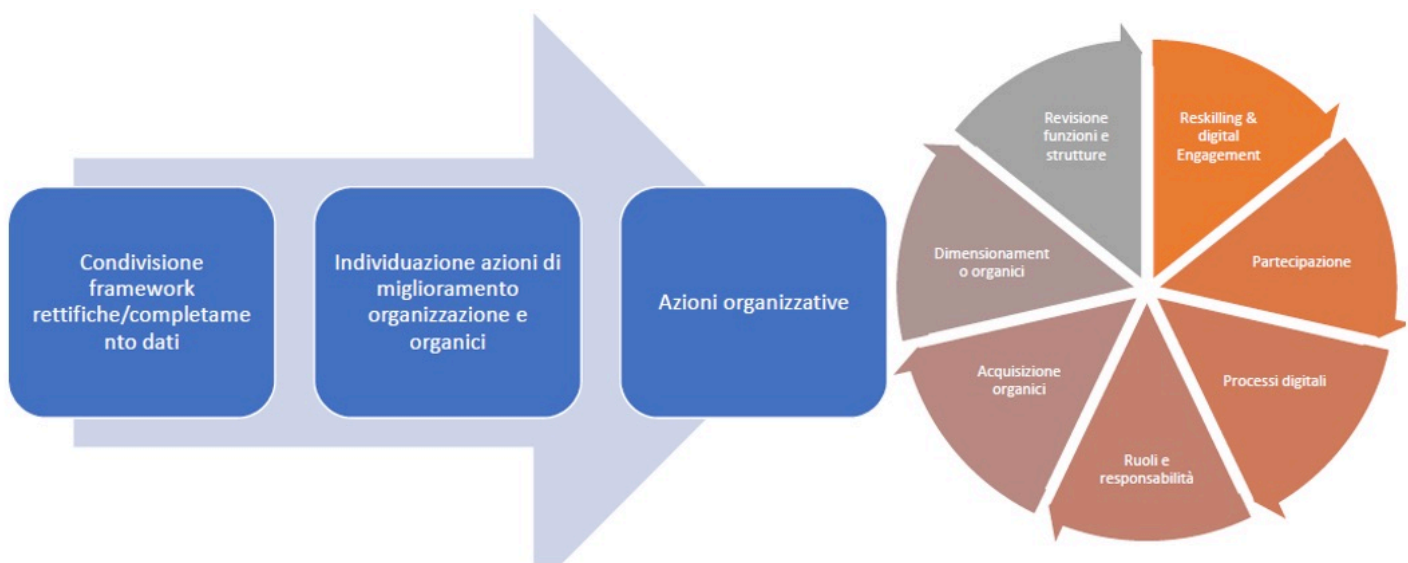 Condivisione
framework
rettifiche/completame
nto dati
Individuazione azioni di
miglioramento
organizzazione e
organici
Azioni organizzative
Reskilling &
digital
Engagement
Partecipazione
Processi digitali
Ruoli e
responsabilità
Acquisizione
organici
Dimensionament
o organici
Revisione
funzioni e
strutture